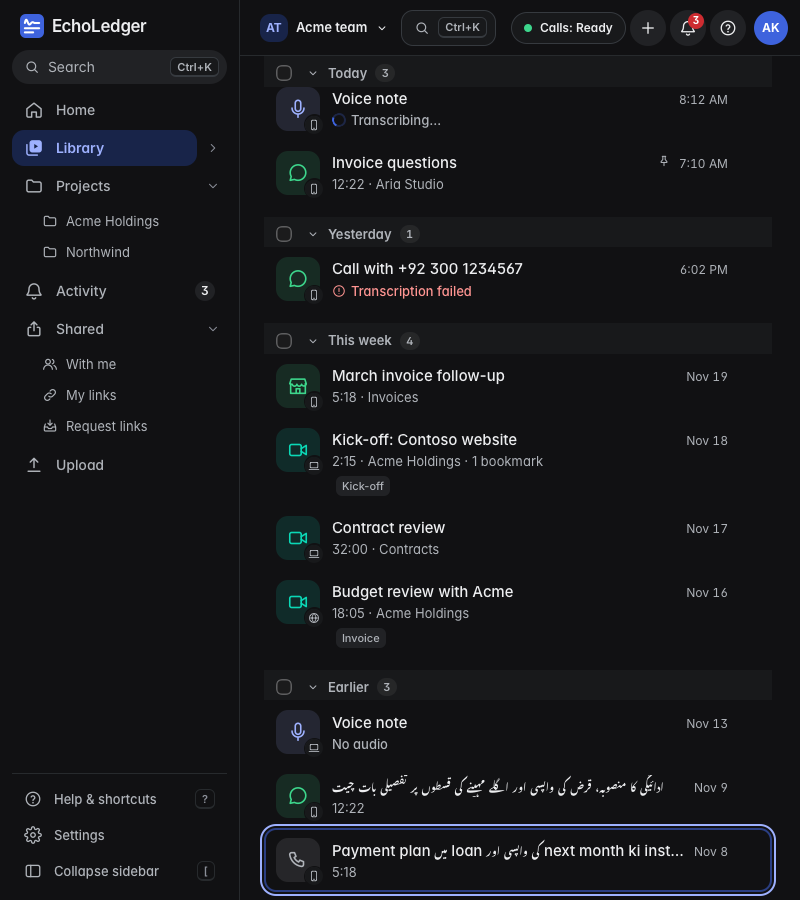 EchoLedger
Search Ctrl+K
Home
Library
Projects
Acme Holdings
Northwind
Activity 3
Shared
With me
My links
Request links
Upload
Help & shortcuts ?
Settings
Collapse sidebar [
AT Acme team Ctrl+K Calls: Ready 3 AK
Today 3
Voice note 8:12 AM
Transcribing...
Invoice questions 7:10 AM
12:22 · Aria Studio
Yesterday 1
Call with +92 300 1234567 6:02 PM
Transcription failed
This week 4
March invoice follow-up Nov 19
5:18 · Invoices
Kick-off: Contoso website Nov 18
2:15 · Acme Holdings · 1 bookmark
Kick-off
Contract review Nov 17
32:00 · Contracts
Budget review with Acme Nov 16
18:05 · Acme Holdings
Invoice
Earlier 3
Voice note Nov 13
No audio
ادائیگی کا منصوبہ، قرض کی واپسی اور اگلے مہینے کی قسطوں پر تفصیلی بات چیت Nov 9
12:22
Payment plan میں loan کی واپسی اور next month ki inst... Nov 8
5:18